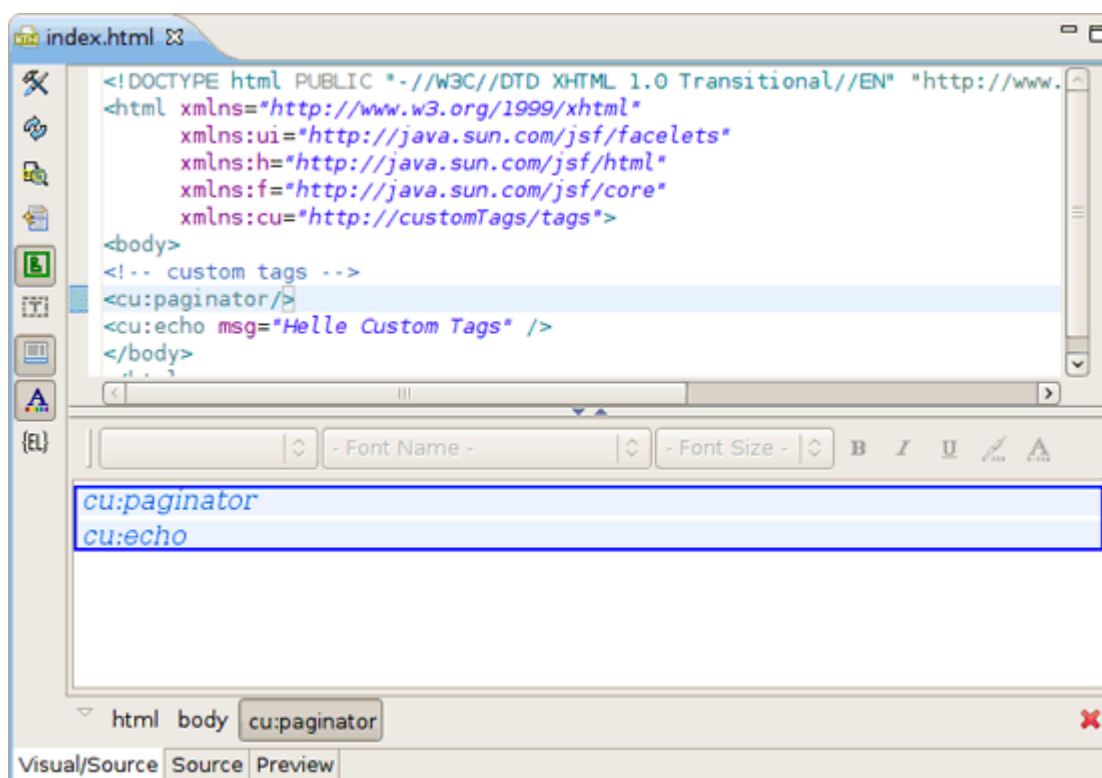 index.html
<!DOCTYPE html PUBLIC "-//W3C//DTD XHTML 1.0 Transitional//EN" "http://www.
<html xmlns="http://www.w3.org/1999/xhtml"
xmlns:ui="http://java.sun.com/jsf/facelets"
xmlns:h="http://java.sun.com/jsf/html"
xmlns:f="http://java.sun.com/jsf/core"
xmlns:cu="http://customTags/tags">
<body>
<!-- custom tags -->
<cu:paginator/>
<cu:echo msg="Helle Custom Tags" />
</body>
{EL}
- Font Name - - Font Size - B I U A
cu:paginator
cu:echo
html body cu:paginator
Visual/Source Source Preview